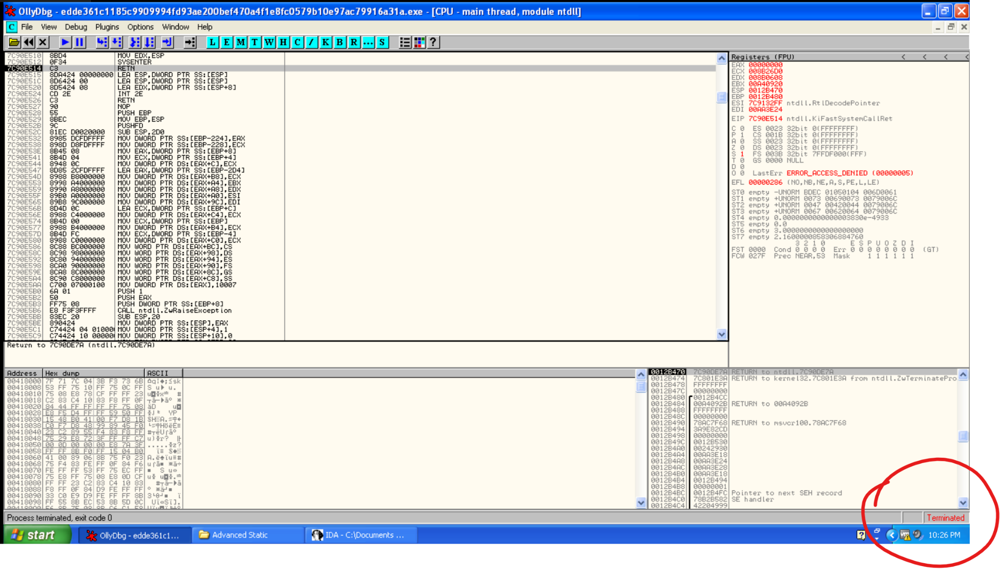 OllyDbg - edde361c1185c9909994fd93ae200bef470a4f1e8fc0579b10e97ac79916a31a.exe - [CPU - main thread, module ntdll]
C File View Debug Plugins Options Window Help
L E M T W H C / K B R ... S ?
7C90E510 8BD4 MOV EDX,ESP
7C90E512 0F34 SYSENTER
7C90E514 C3 RETN
7C90E515 8DA424 00000000 LEA ESP,DWORD PTR SS:[ESP]
7C90E51C 8D6424 00 LEA ESP,DWORD PTR SS:[ESP]
7C90E520 8D5424 08 LEA EDX,DWORD PTR SS:[ESP+8]
7C90E524 CD 2E INT 2E
7C90E526 C3 RETN
7C90E527 90 NOP
7C90E528 55 PUSH EBP
7C90E529 8BEC MOV EBP,ESP
7C90E52B 9C PUSHFD
7C90E52C 81EC D0020000 SUB ESP,2D0
7C90E532 8985 DCFDFFFF MOV DWORD PTR SS:[EBP-224],EAX
7C90E538 898D D8FDFFFF MOV DWORD PTR SS:[EBP-228],ECX
7C90E53E 8B45 08 MOV EAX,DWORD PTR SS:[EBP+8]
7C90E541 8B4D 04 MOV ECX,DWORD PTR SS:[EBP+4]
7C90E544 8948 0C MOV DWORD PTR DS:[EAX+C],ECX
7C90E547 8D85 2CFDFFFF LEA EAX,DWORD PTR SS:[EBP-2D4]
7C90E54D 8988 B8000000 MOV DWORD PTR DS:[EAX+B8],ECX
7C90E553 8998 A4000000 MOV DWORD PTR DS:[EAX+A4],EBX
7C90E559 8990 A8000000 MOV DWORD PTR DS:[EAX+A8],EDX
7C90E55F 89B0 A0000000 MOV DWORD PTR DS:[EAX+A0],ESI
7C90E565 89B8 9C000000 MOV DWORD PTR DS:[EAX+9C],EDI
7C90E56B 8D4D 0C LEA ECX,DWORD PTR SS:[EBP+C]
7C90E56E 8988 C4000000 MOV DWORD PTR DS:[EAX+C4],ECX
7C90E574 8B4D 00 MOV ECX,DWORD PTR SS:[EBP]
7C90E577 8988 B4000000 MOV DWORD PTR DS:[EAX+B4],ECX
7C90E57D 8B4D FC MOV ECX,DWORD PTR SS:[EBP-4]
7C90E580 8988 C0000000 MOV DWORD PTR DS:[EAX+C0],ECX
7C90E586 8C88 BC000000 MOV WORD PTR DS:[EAX+BC],CS
7C90E58C 8C98 98000000 MOV WORD PTR DS:[EAX+98],DS
7C90E592 8C80 94000000 MOV WORD PTR DS:[EAX+94],ES
7C90E598 8CA0 90000000 MOV WORD PTR DS:[EAX+90],FS
7C90E59E 8CA8 8C000000 MOV WORD PTR DS:[EAX+8C],GS
7C90E5A4 8C90 C8000000 MOV WORD PTR DS:[EAX+C8],SS
7C90E5AA C700 07000100 MOV DWORD PTR DS:[EAX],10007
7C90E5B0 6A 01 PUSH 1
7C90E5B2 50 PUSH EAX
7C90E5B3 FF75 08 PUSH DWORD PTR SS:[EBP+8]
7C90E5B6 E8 F3F3FFFF CALL ntdll.ZwRaiseException
7C90E5BB 83EC 20 SUB ESP,20
7C90E5BE 890424 MOV DWORD PTR SS:[ESP],EAX
7C90E5C1 C74424 04 01000 MOV DWORD PTR SS:[ESP+4],1
7C90E5C9 C74424 10 00000 MOV DWORD PTR SS:[ESP+10],0
Return to 7C90DE7A (ntdll.7C90DE7A)
Registers (FPU) < < < <
EAX 00000000
ECX 008B26D0
EDX 008B0608
EBX 00A40920
ESP 0012B470
EBP 0012B480
ESI 7C9132FF ntdll.RtlDecodePointer
EDI 00AA3E24
EIP 7C90E514 ntdll.KiFastSystemCallRet
C 0 ES 0023 32bit 0(FFFFFFFF)
P 1 CS 001B 32bit 0(FFFFFFFF)
A 0 SS 0023 32bit 0(FFFFFFFF)
Z 0 DS 0023 32bit 0(FFFFFFFF)
S 1 FS 003B 32bit 7FFDF000(FFF)
T 0 GS 0000 NULL
D 0
O 0 LastErr ERROR_ACCESS_DENIED (00000005)
EFL 00000286 (NO,NB,NE,A,S,PE,L,LE)
ST0 empty -UNORM BDEC 01050104 006D0061
ST1 empty +UNORM 0073 00690073 0079006C
ST2 empty +UNORM 0047 00420044 0079006C
ST3 empty +UNORM 0067 00620064 0079006C
ST4 empty 0.0000000000000003830e-4933
ST5 empty 0.0
ST6 empty 3.0000000000000000000
ST7 empty 2.1600000858306884760
3 2 1 0 E S P U O Z D I
FST 0000 Cond 0 0 0 0 Err 0 0 0 0 0 0 0 0 (GT)
FCW 027F Prec NEAR,53 Mask 1 1 1 1 1 1
Address Hex dump ASCII
00418000 7F 71 7C 04 3B F3 73 6B
00418008 53 FF 75 10 FF 75 0C FF
00418010 75 08 E8 78 CF FF FF 23
00418018 C2 83 C4 10 83 F8 FF 0F
00418020 84 44 FF FF FF FF 75 08
00418028 E8 F5 D4 FF FF 59 50 FF
00418030 15 48 B0 41 00 F7 D8 1B
00418038 C0 F7 D8 48 99 89 45 F0
00418040 23 C2 89 55 F4 83 F8 FF
00418048 75 29 E8 72 3F FF FF C7
00418050 00 0D 00 00 00 E8 7A 3F
00418058 FF FF 8B F0 FF 15 04 B0
00418060 41 00 89 06 8B 75 F0 23
00418068 75 F4 83 FE FF 0F 84 F6
00418070 FE FF FF 53 FF 75 EC FF
00418078 75 E8 FF 75 08 E8 0D CF
00418080 FF FF 23 C2 83 C4 10 83
00418088 F8 FF 0F 84 D9 FE FF FF
00418090 33 C0 E9 D9 FE FF FF 8B
00418098 FF 55 8B EC 53 8B 5D 0C
0012B470 7C90DE7A RETURN to ntdll.7C90DE7A
0012B474 7C801E3A RETURN to kernel32.7C801E3A from ntdll.ZwTerminatePro
0012B478 FFFFFFFF
0012B47C 00000000
0012B480 0012B4CC
0012B484 00A4092B RETURN to 00A4092B
0012B488 FFFFFFFF
0012B48C 00000000
0012B490 78AC7F68 RETURN to msvcr100.78AC7F68
0012B494 3A9E82CD
0012B498 00000000
0012B49C 0012B530
0012B4A0 00242930
0012B4A4 00AA3E18
0012B4A8 00AA3E24
0012B4AC 00AA3E28
0012B4B0 00AA3E18
0012B4B4 0012B494
0012B4B8 00000001
0012B4BC 0012B4FC Pointer to next SEH record
0012B4C0 78B2B582 SE handler
0012B4C4 42204999
Process terminated, exit code 0
Terminated
start OllyDbg - edde361c1... Advanced Static IDA - C:\Documents ... 10:26 PM